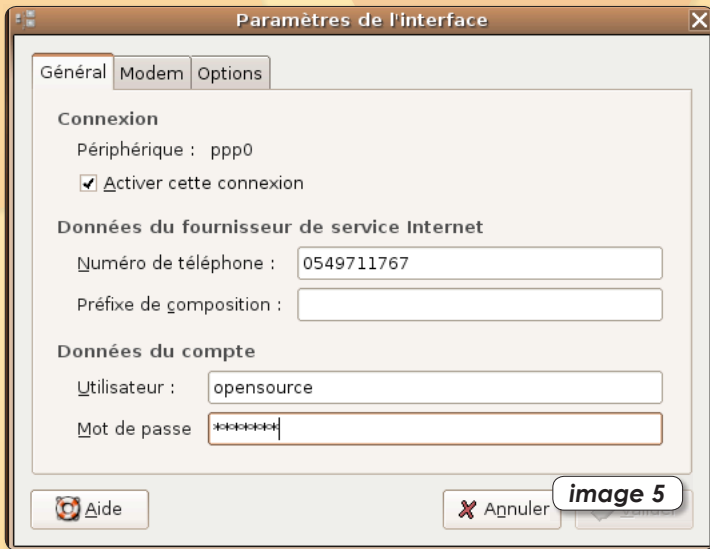 Paramètres de l'interface
Général Modem Options
Connexion
Périphérique : ppp0
Activer cette connexion
Données du fournisseur de service Internet
Numéro de téléphone : 0549711767
Préfixe de composition :
Données du compte
Utilisateur : opensource
Mot de passe *******
Aide Annuler
image 5